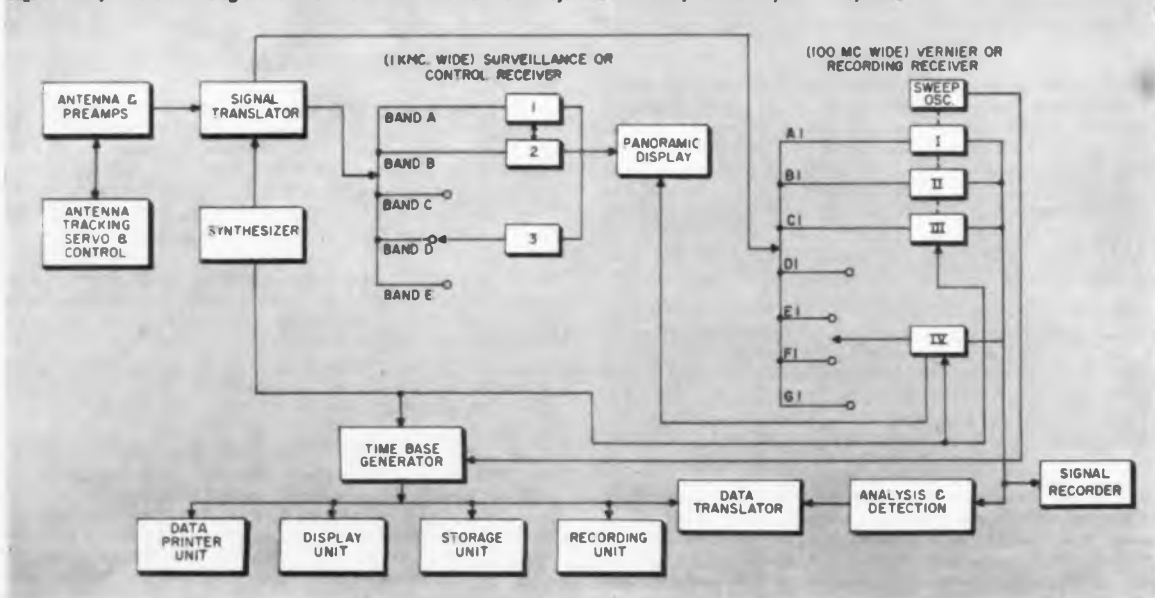 (1 KMC. WIDE) SURVEILLANCE OR
CONTROL RECEIVER
(100 MC WIDE) VERNIER OR
RECORDING RECEIVER
ANTENNA &
PREAMPS
SIGNAL
TRANSLATOR
BAND A
1
BAND B
2
BAND C
BAND D
3
BAND E
PANORAMIC
DISPLAY
SWEEP
OSC.
A1
I
B1
II
C1
III
D1
E1
IV
F1
G1
ANTENNA
TRACKING
SERVO &
CONTROL
SYNTHESIZER
TIME BASE
GENERATOR
DATA
TRANSLATOR
ANALYSIS &
DETECTION
SIGNAL
RECORDER
DATA
PRINTER
UNIT
DISPLAY
UNIT
STORAGE
UNIT
RECORDING
UNIT